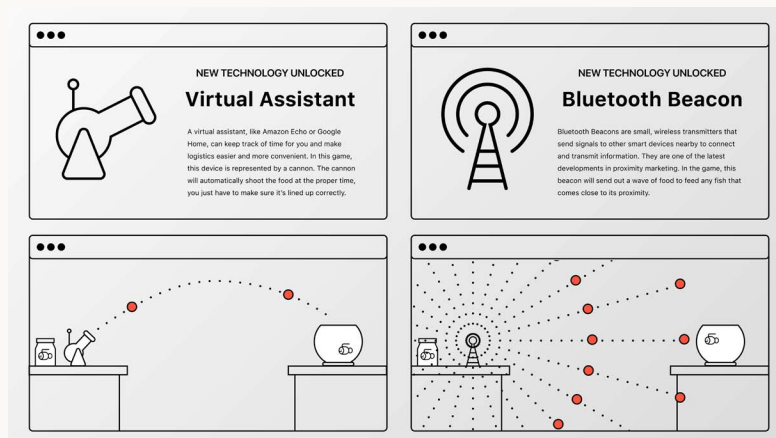 NEW TECHNOLOGY UNLOCKED
Virtual Assistant
A virtual assistant, like Amazon Echo or Google
Home, can keep track of time for you and make
logistics easier and more convenient. In this game,
this device is represented by a cannon. The cannon
will automatically shoot the food at the proper time,
you just have to make sure it's lined up correctly.
NEW TECHNOLOGY UNLOCKED
Bluetooth Beacon
Bluetooth Beacons are small, wireless transmitters that
send signals to other smart devices nearby to connect
and transmit information. They are one of the latest
developments in proximity marketing. In the game, this
beacon will send out a wave of food to feed any fish that
comes close to its proximity.